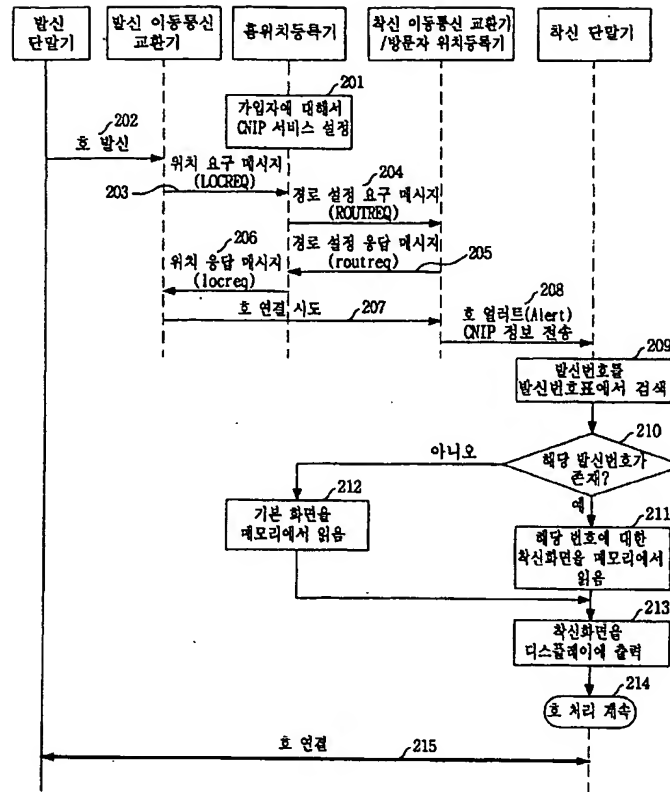 발신
단말기
발신 이동통신
교환기
홈위치등록기
착신 이동통신 교환기
/방문자 위치등록기
착신 단말기
201
가입자에 대해서
CNIP 서비스 설정
202
호 발신
위치 요구 메시지
(LOCREQ)
203
204
경로 설정 요구 메시지
(ROUTREQ)
경로 설정 응답 메시지
(routreq)
205
206
위치 응답 메시지
(locreq)
호 연결 시도
207
208
호 얼러트(Alert)
CNIP 정보 전송
209
발신번호를
발신번호표에서 검색
210
해당 발신번호가
존재?
아니오
예
212
기본 화면을
메모리에서 읽음
211
해당 번호에 대한
착신화면을 메모리에서
읽음
213
착신화면을
디스플레이에 출력
214
호 처리 계속
호 연결
215